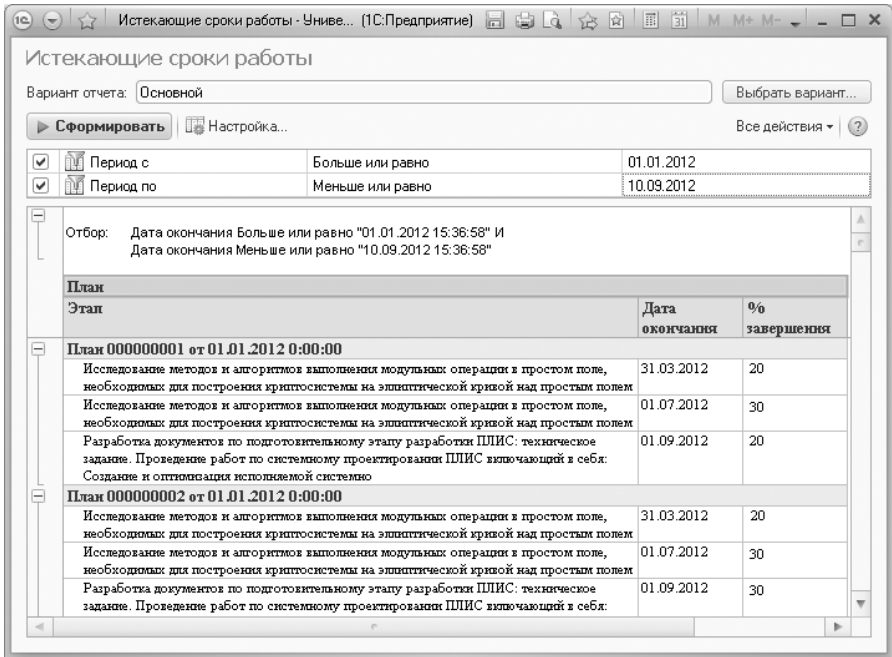 Истекающие сроки работы - Униве... (1С:Предприятие) M M+ M-
Истекающие сроки работы
Вариант отчета: Основной Выбрать вариант...
Сформировать Настройка... Все действия ?
Период с Больше или равно 01.01.2012
Период по Меньше или равно 10.09.2012
Отбор: Дата окончания Больше или равно "01.01.2012 15:36:58" И
Дата окончания Меньше или равно "10.09.2012 15:36:58"
План
Этап Дата %
окончания завершения
План 000000001 от 01.01.2012 0:00:00
Исследование методов и алгоритмов выполнения модульных операции в простом поле, 31.03.2012 20
необходимых для построения криптосистемы на эллиптической кривой над простым полем
Исследование методов и алгоритмов выполнения модульных операции в простом поле, 01.07.2012 30
необходимых для построения криптосистемы на эллиптической кривой над простым полем
Разработка документов по подготовительному этапу разработки ПЛИС: техническое 01.09.2012 20
задание. Проведение работ по системному проектировании ПЛИС включающий в себя:
Создание и оптимизация исполняемой системно
План 000000002 от 01.01.2012 0:00:00
Исследование методов и алгоритмов выполнения модульных операции в простом поле, 31.03.2012 20
необходимых для построения криптосистемы на эллиптической кривой над простым полем
Исследование методов и алгоритмов выполнения модульных операции в простом поле, 01.07.2012 30
необходимых для построения криптосистемы на эллиптической кривой над простым полем
Разработка документов по подготовительному этапу разработки ПЛИС: техническое 01.09.2012 30
задание. Проведение работ по системному проектировании ПЛИС включающий в себя: